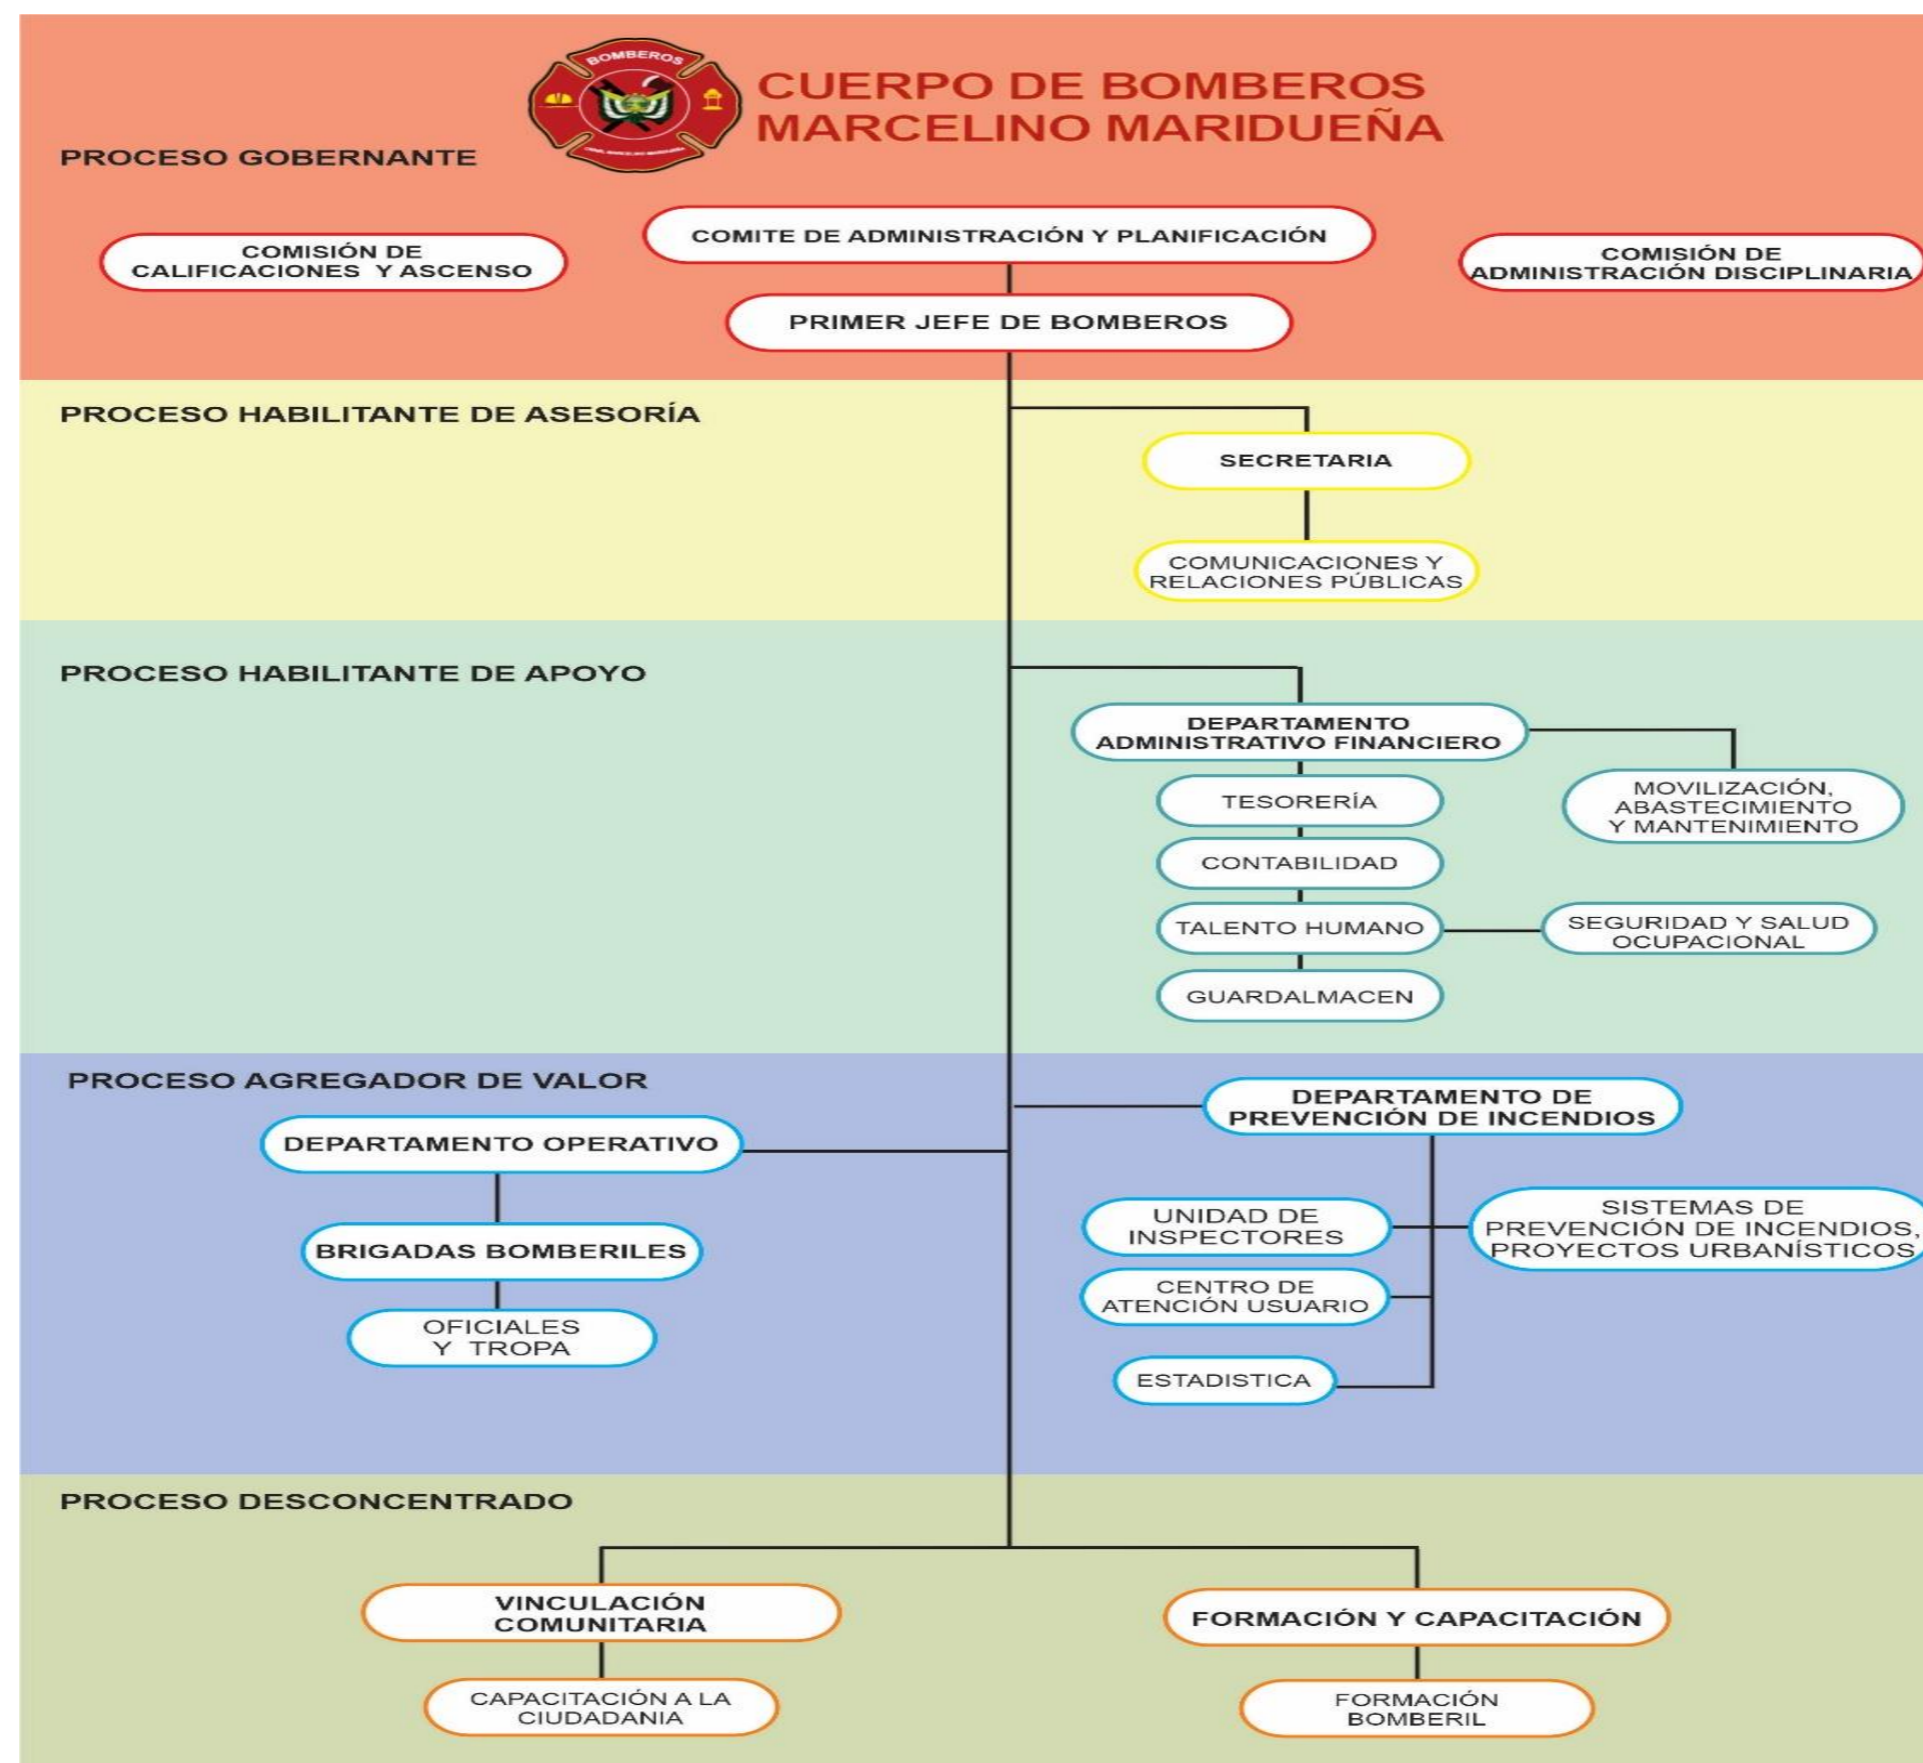 BOMBEROS
CRNEL MARCELINO MARIDUEÑA
CUERPO DE BOMBEROS
MARCELINO MARIDUEÑA
PROCESO GOBERNANTE
COMITE DE ADMINISTRACIÓN Y PLANIFICACIÓN
COMISIÓN DE
CALIFICACIONES Y ASCENSO
COMISIÓN DE
ADMINISTRACIÓN DISCIPLINARIA
PRIMER JEFE DE BOMBEROS
PROCESO HABILITANTE DE ASESORÍA
SECRETARIA
COMUNICACIONES Y
RELACIONES PÚBLICAS
PROCESO HABILITANTE DE APOYO
DEPARTAMENTO
ADMINISTRATIVO FINANCIERO
TESORERÍA
MOVILIZACIÓN,
ABASTECIMIENTO
Y MANTENIMIENTO
CONTABILIDAD
TALENTO HUMANO
SEGURIDAD Y SALUD
OCUPACIONAL
GUARDALMACEN
PROCESO AGREGADOR DE VALOR
DEPARTAMENTO DE
PREVENCIÓN DE INCENDIOS
DEPARTAMENTO OPERATIVO
BRIGADAS BOMBERILES
OFICIALES
Y TROPA
UNIDAD DE
INSPECTORES
SISTEMAS DE
PREVENCIÓN DE INCENDIOS,
PROYECTOS URBANÍSTICOS
CENTRO DE
ATENCIÓN USUARIO
ESTADISTICA
PROCESO DESCONCENTRADO
VINCULACIÓN
COMUNITARIA
FORMACIÓN Y CAPACITACIÓN
CAPACITACIÓN A LA
CIUDADANIA
FORMACIÓN
BOMBERIL